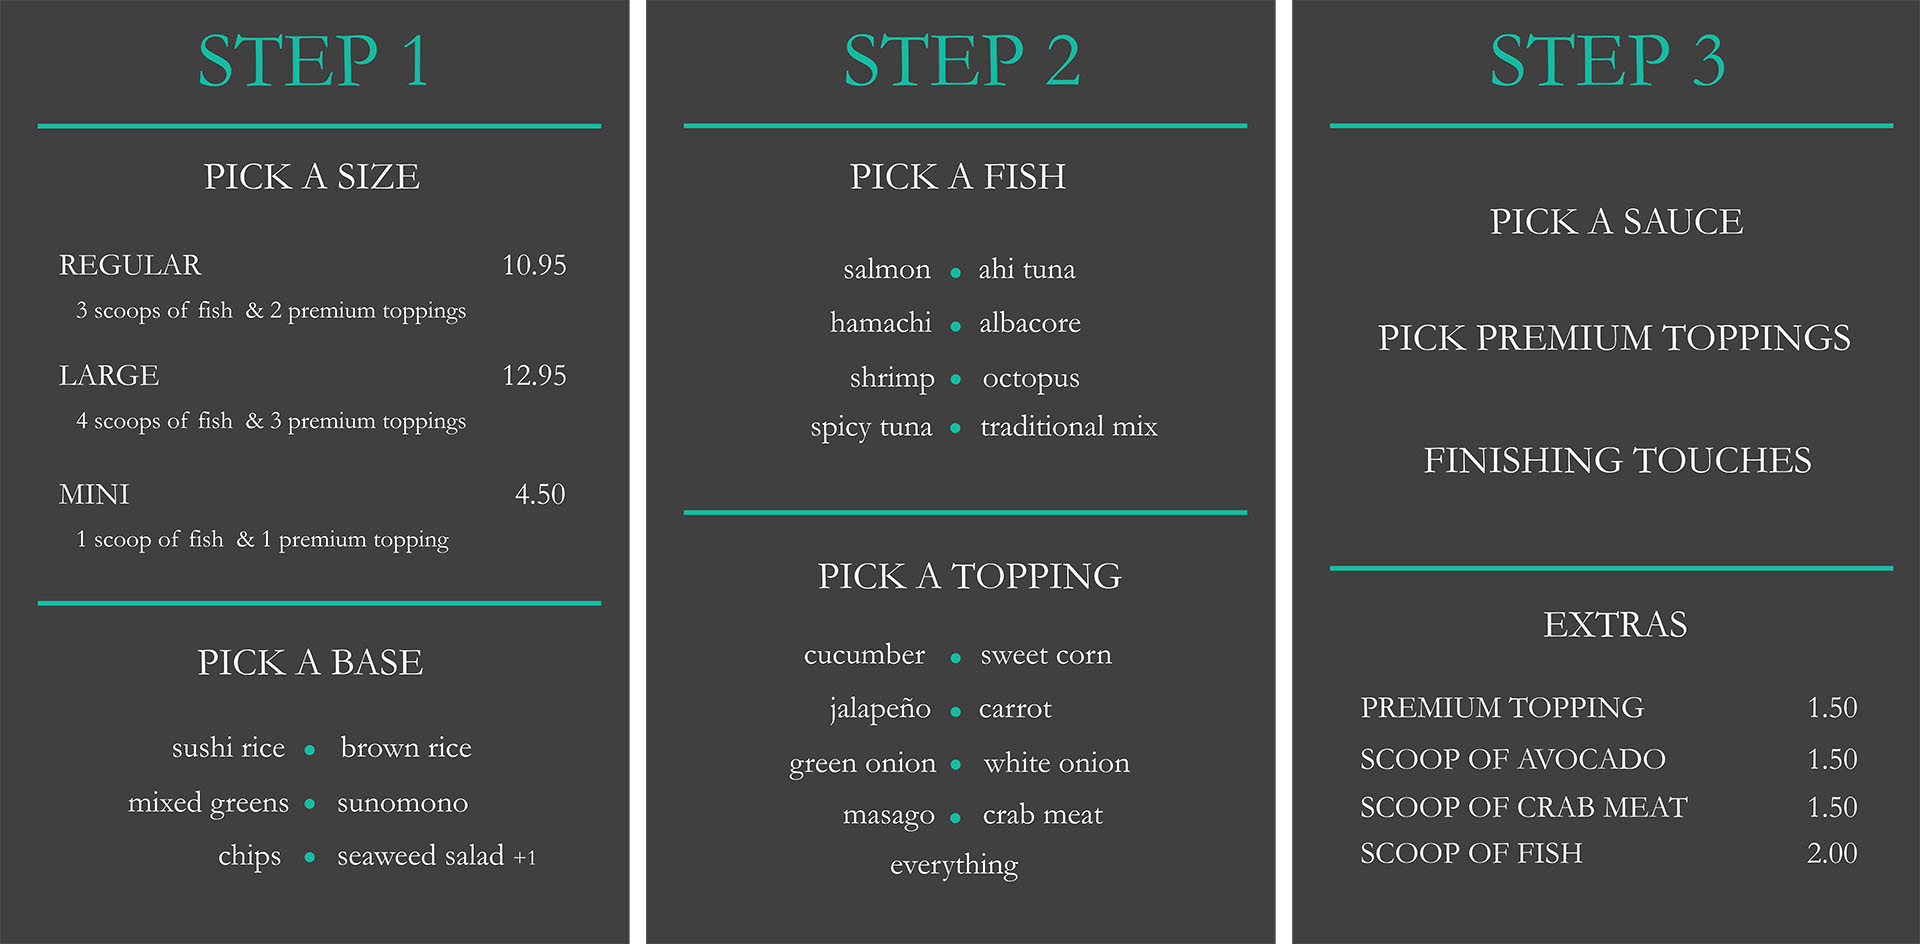 STEP 1
PICK A SIZE
REGULAR 10.95
3 scoops of fish & 2 premium toppings
LARGE 12.95
4 scoops of fish & 3 premium toppings
MINI 4.50
1 scoop of fish & 1 premium topping
PICK A BASE
sushi rice • brown rice
mixed greens • sunomono
chips • seaweed salad +1
STEP 2
PICK A FISH
salmon • ahi tuna
hamachi • albacore
shrimp • octopus
spicy tuna • traditional mix
PICK A TOPPING
cucumber • sweet corn
jalapeño • carrot
green onion • white onion
masago • crab meat
everything
STEP 3
PICK A SAUCE
PICK PREMIUM TOPPINGS
FINISHING TOUCHES
EXTRAS
PREMIUM TOPPING 1.50
SCOOP OF AVOCADO 1.50
SCOOP OF CRAB MEAT 1.50
SCOOP OF FISH 2.00